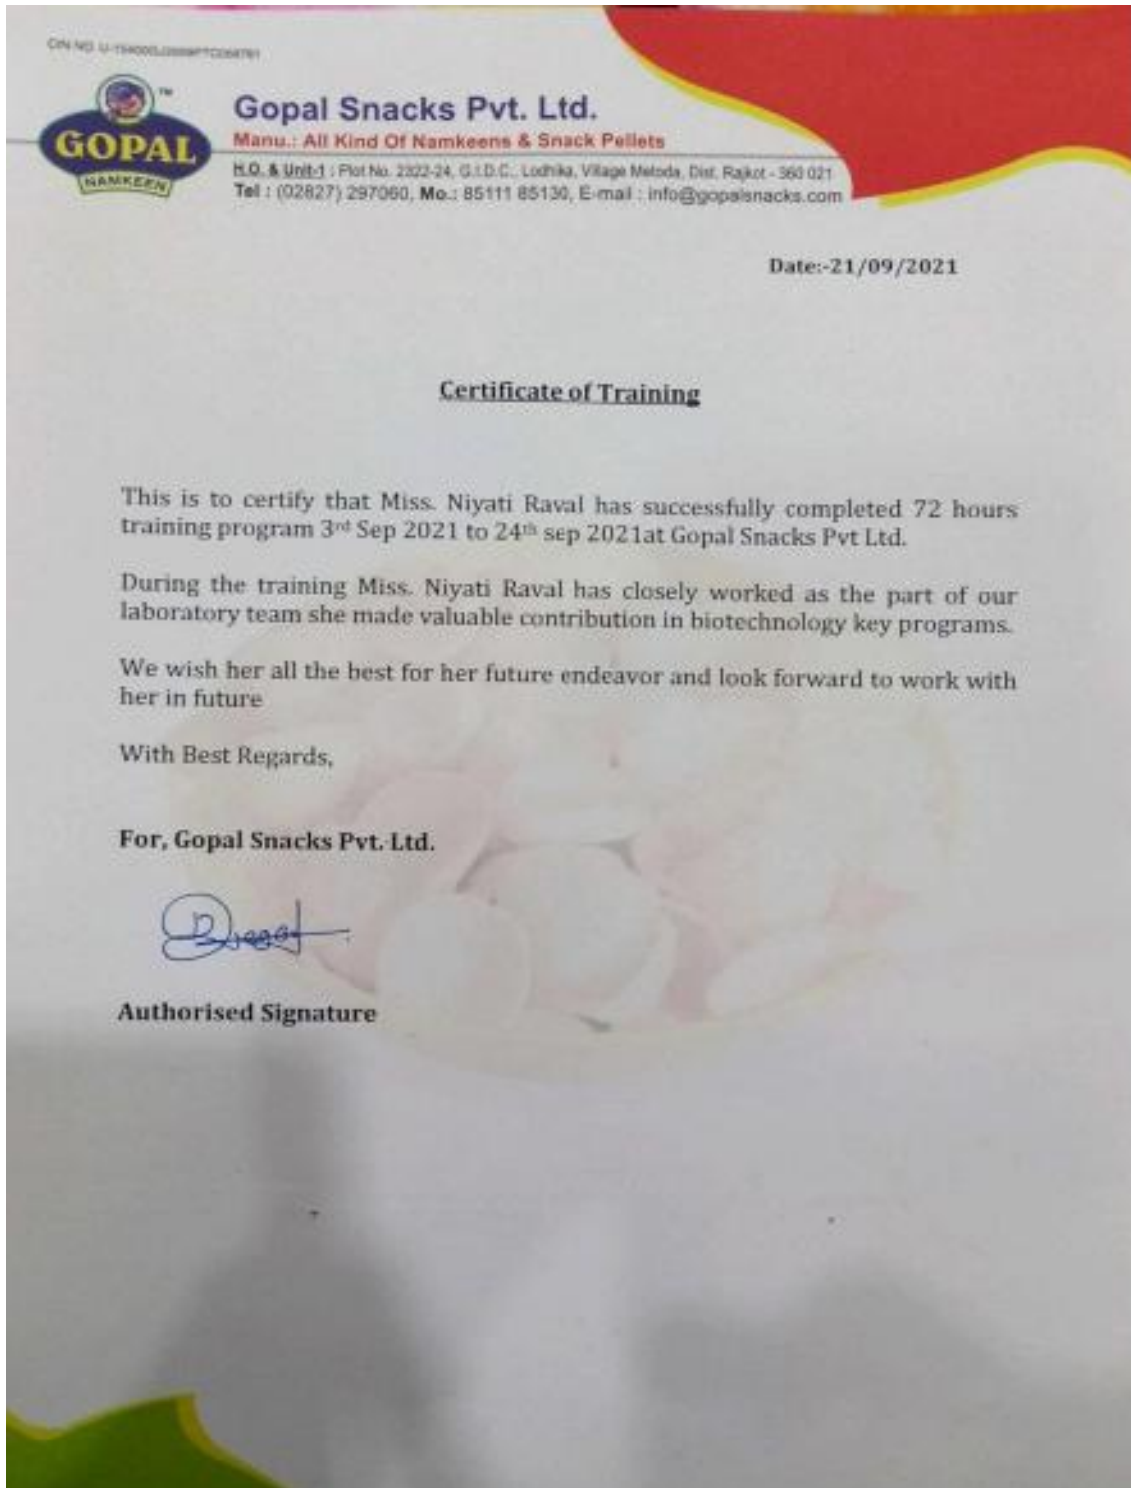 CIN NO. 
Gopal Snacks Pvt. Ltd.
Manu.: All Kind Of Namkeens & Snack Pellets
GOPAL
NAMKEEN
TM
H.O. & Unit-1 : Plot No. 2322-24, G.I.D.C., Lodhika, Village Metoda, Dist. Rajkot - 360 021
Tel : (02827) 297060, Mo.: 85111 85130, E-mail : info@gopalsnacks.com
Date:-21/09/2021
Certificate of Training
This is to certify that Miss. Niyati Raval has successfully completed 72 hours
training program 3rd Sep 2021 to 24th sep 2021at Gopal Snacks Pvt Ltd.
During the training Miss. Niyati Raval has closely worked as the part of our
laboratory team she made valuable contribution in biotechnology key programs.
We wish her all the best for her future endeavor and look forward to work with
her in future
With Best Regards,
For, Gopal Snacks Pvt. Ltd.
Authorised Signature